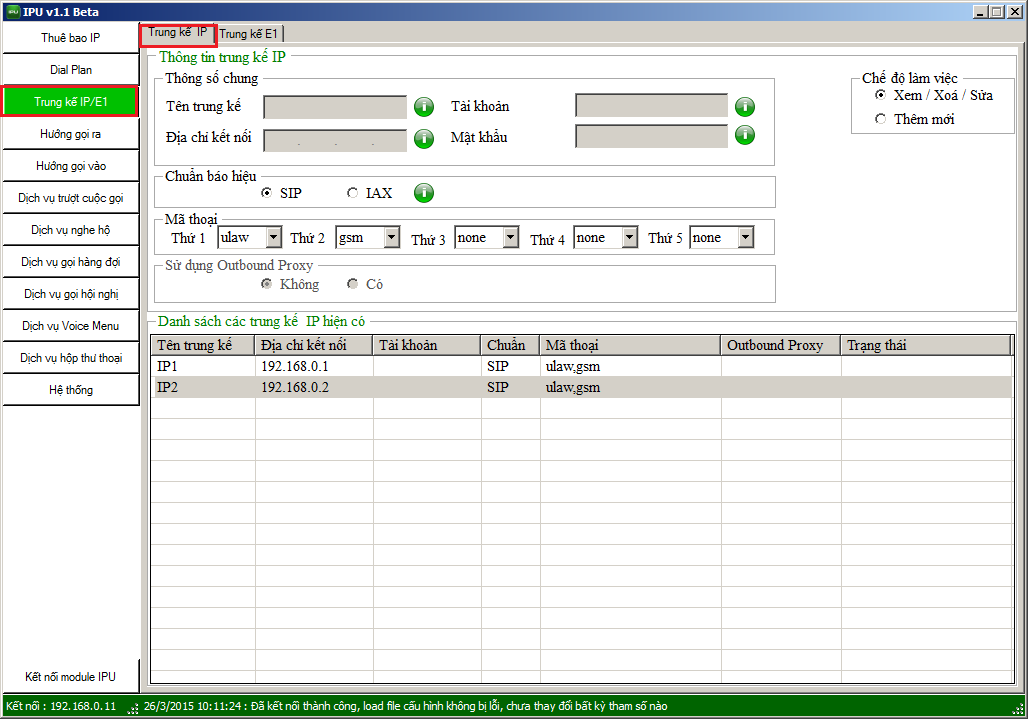 IPU v1.1 Beta
Thuê bao IP
Dial Plan
Trung kế IP/E1
Hướng gọi ra
Hướng gọi vào
Dịch vụ trượt cuộc gọi
Dịch vụ nghe hộ
Dịch vụ gọi hàng đợi
Dịch vụ gọi hội nghị
Dịch vụ Voice Menu
Dịch vụ hộp thư thoại
Hệ thống
Kết nối module IPU
Trung kế IP Trung kế E1
Thông tin trung kế IP
Thông số chung
Tên trung kế Tài khoản
Địa chỉ kết nối . . . Mật khẩu
Chế độ làm việc
Xem / Xoá / Sửa
Thêm mới
Chuẩn báo hiệu
SIP IAX
Mã thoại
Thứ 1 ulaw Thứ 2 gsm Thứ 3 none Thứ 4 none Thứ 5 none
Sử dụng Outbound Proxy
Không Có
Danh sách các trung kế IP hiện có
Tên trung kế Địa chỉ kết nối Tài khoản Chuẩn Mã thoại Outbound Proxy Trạng thái
IP1 192.168.0.1 SIP ulaw,gsm
IP2 192.168.0.2 SIP ulaw,gsm
Kết nối : 192.168.0.11 26/3/2015 10:11:24 : Đã kết nối thành công, load file cấu hình không bị lỗi, chưa thay đổi bất kỳ tham số nào